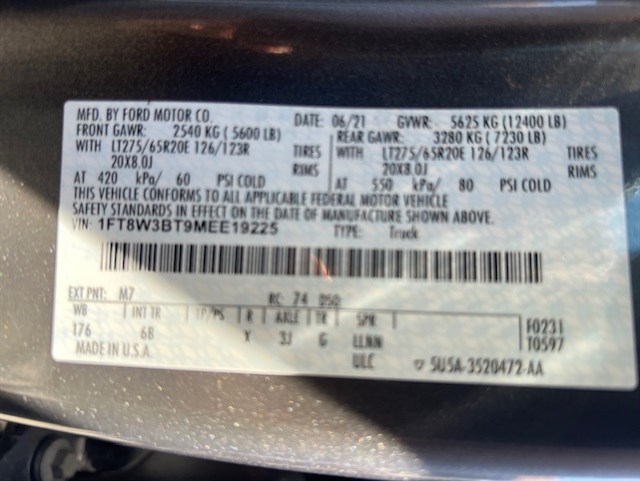 MFD. BY FORD MOTOR CO. DATE: 06/21 GVWR: 5625 KG (12400 LB)
FRONT GAWR: 2540 KG (5600 LB) REAR GAWR: 3280 KG (7230 LB)
WITH LT275/65R20E 126/123R TIRES WITH LT275/65R20E 126/123R TIRES
20X8.0J RIMS 20X8.0J RIMS
AT 420 kPa/ 60 PSI COLD AT 550 kPa/ 80 PSI COLD
THIS VEHICLE CONFORMS TO ALL APPLICABLE FEDERAL MOTOR VEHICLE
SAFETY STANDARDS IN EFFECT ON THE DATE OF MANUFACTURE SHOWN ABOVE.
VIN: 1FT8W3BT9MEE19225 TYPE: Truck
EXT PNT: M7 RC: 74 DSO:
WB INT TR TP/PS R AXLE TR SPR
176 6B X 3J G LLNN
ULC
F0231
T0597
MADE IN U.S.A. 5U5A-3520472-AA